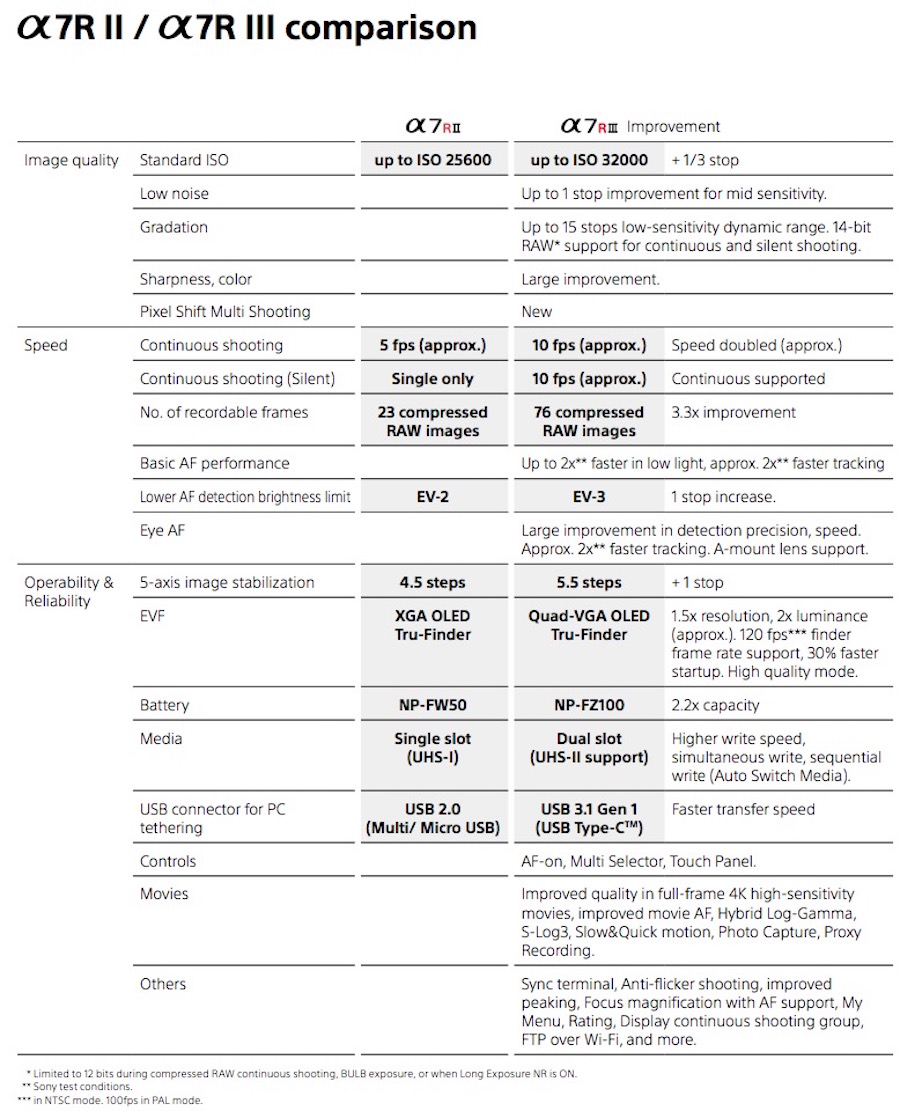 α7R II / α7R III comparison
α7RII α7RIII Improvement
Image quality Standard ISO up to ISO 25600 up to ISO 32000 + 1/3 stop
Low noise Up to 1 stop improvement for mid sensitivity.
Gradation Up to 15 stops low-sensitivity dynamic range. 14-bit
RAW* support for continuous and silent shooting.
Sharpness, color Large improvement.
Pixel Shift Multi Shooting New
Speed Continuous shooting 5 fps (approx.) 10 fps (approx.) Speed doubled (approx.)
Continuous shooting (Silent) Single only 10 fps (approx.) Continuous supported
No. of recordable frames 23 compressed 76 compressed 3.3x improvement
RAW images RAW images
Basic AF performance Up to 2x** faster in low light, approx. 2x** faster tracking
Lower AF detection brightness limit EV-2 EV-3 1 stop increase.
Eye AF Large improvement in detection precision, speed.
Approx. 2x** faster tracking. A-mount lens support.
Operability & 5-axis image stabilization 4.5 steps 5.5 steps + 1 stop
Reliability
EVF XGA OLED Quad-VGA OLED 1.5x resolution, 2x luminance
Tru-Finder Tru-Finder (approx.). 120 fps*** finder
frame rate support, 30% faster
startup. High quality mode.
Battery NP-FW50 NP-FZ100 2.2x capacity
Media Single slot Dual slot Higher write speed,
(UHS-I) (UHS-II support) simultaneous write, sequential
write (Auto Switch Media).
USB connector for PC USB 2.0 USB 3.1 Gen 1 Faster transfer speed
tethering (Multi/ Micro USB) (USB Type-C™)
Controls AF-on, Multi Selector, Touch Panel.
Movies Improved quality in full-frame 4K high-sensitivity
movies, improved movie AF, Hybrid Log-Gamma,
S-Log3, Slow&Quick motion, Photo Capture, Proxy
Recording.
Others Sync terminal, Anti-flicker shooting, improved
peaking, Focus magnification with AF support, My
Menu, Rating, Display continuous shooting group,
FTP over Wi-Fi, and more.
* Limited to 12 bits during compressed RAW continuous shooting, BULB exposure, or when Long Exposure NR is ON.
** Sony test conditions.
*** in NTSC mode. 100fps in PAL mode.